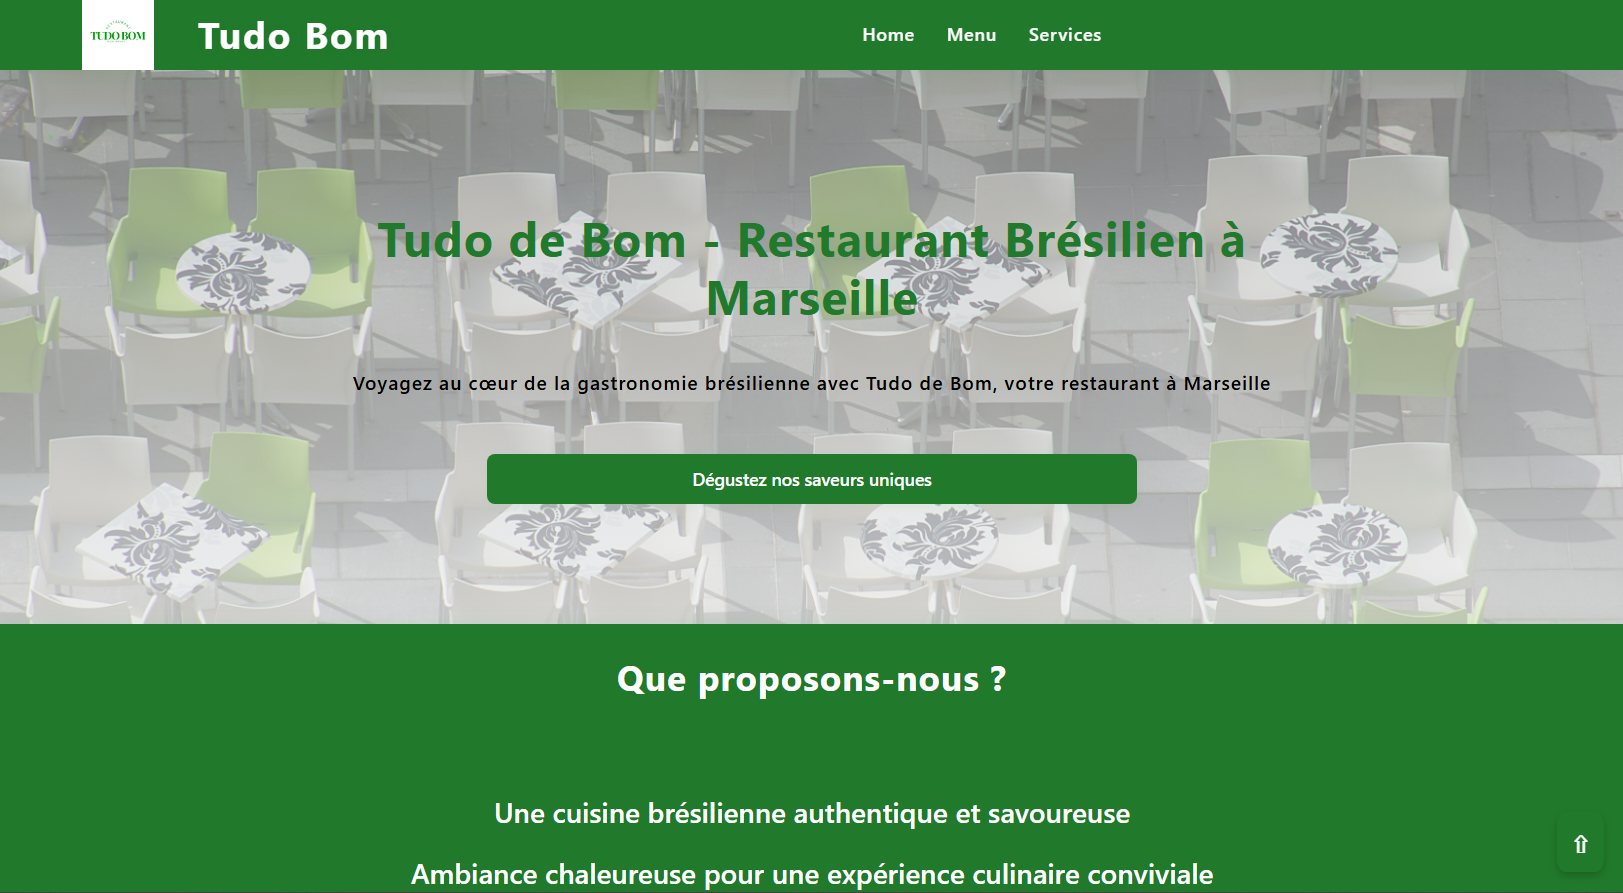 RESTAURANT
TUDO BOM
Tudo Bom
Home
Menu
Services
Tudo de Bom - Restaurant Brésilien à
Marseille
Voyagez au cœur de la gastronomie brésilienne avec Tudo de Bom, votre restaurant à Marseille
Dégustez nos saveurs uniques
Que proposons-nous ?
Une cuisine brésilienne authentique et savoureuse
Ambiance chaleureuse pour une expérience culinaire conviviale
⇧